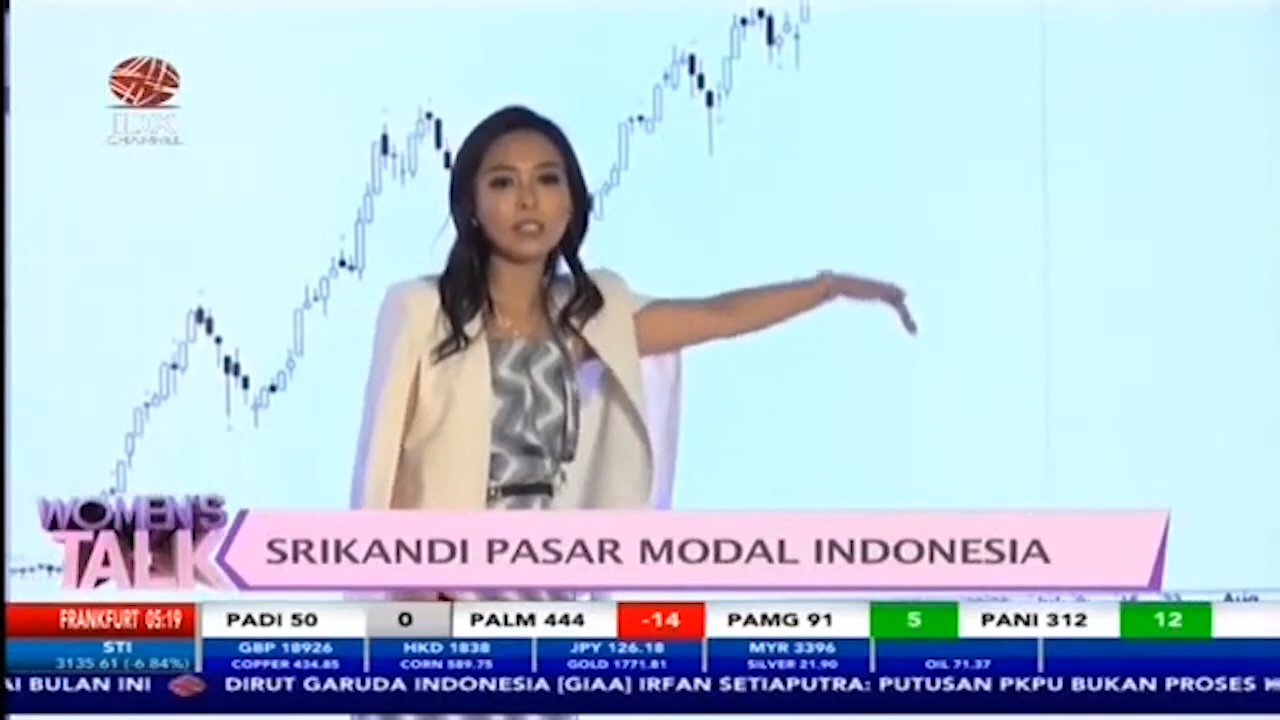 IDX
CHANNEL
WOMEN'S
TALK
SRIKANDI PASAR MODAL INDONESIA
FRANKFURT 05:19
PADI 50 0 PALM 444 -14 PAMG 91 5 PANI 312 12
STI
3135.61 (-6.84%)
GBP 18926 HKD 1838 JPY 126.18 MYR 3396
COPPER 434.85 CORN 589.75 GOLD 1771.81 SILVER 21.90 OIL 71.37
AI BULAN INI DIRUT GARUDA INDONESIA [GIAA] IRFAN SETIAPUTRA: PUTUSAN PKPU BUKAN PROSES